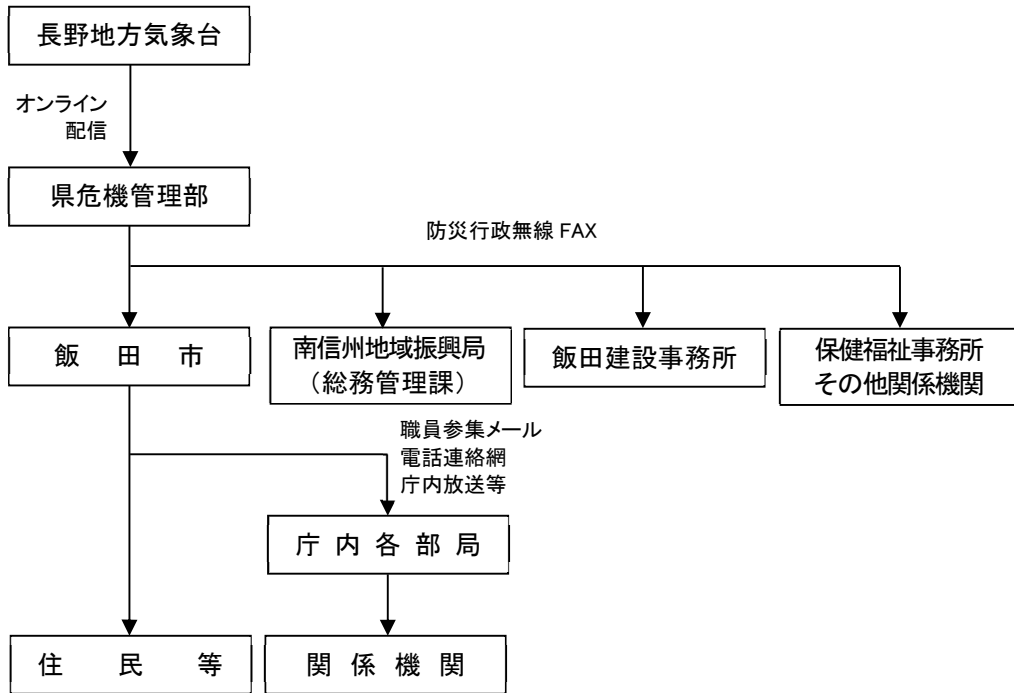 長野地方気象台
オンライン
配信
県危機管理部
防災行政無線 FAX
飯田市
南信州地域振興局
（総務管理課）
飯田建設事務所
保健福祉事務所
その他関係機関
職員参集メール
電話連絡網
庁内放送等
庁内各部局
住民等
関係機関